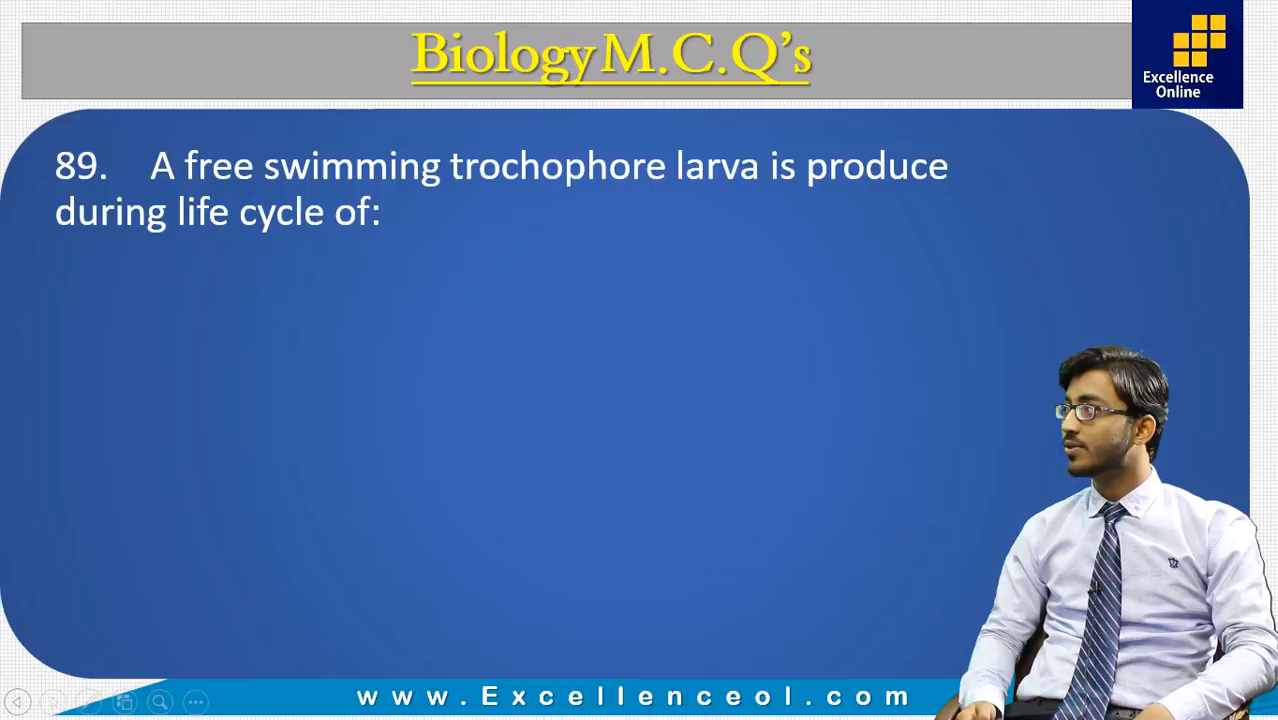 Biology M.C.Q's
Excellence
Online
89. A free swimming trochophore larva is produce
during life cycle of:
www.Excellenceol.com